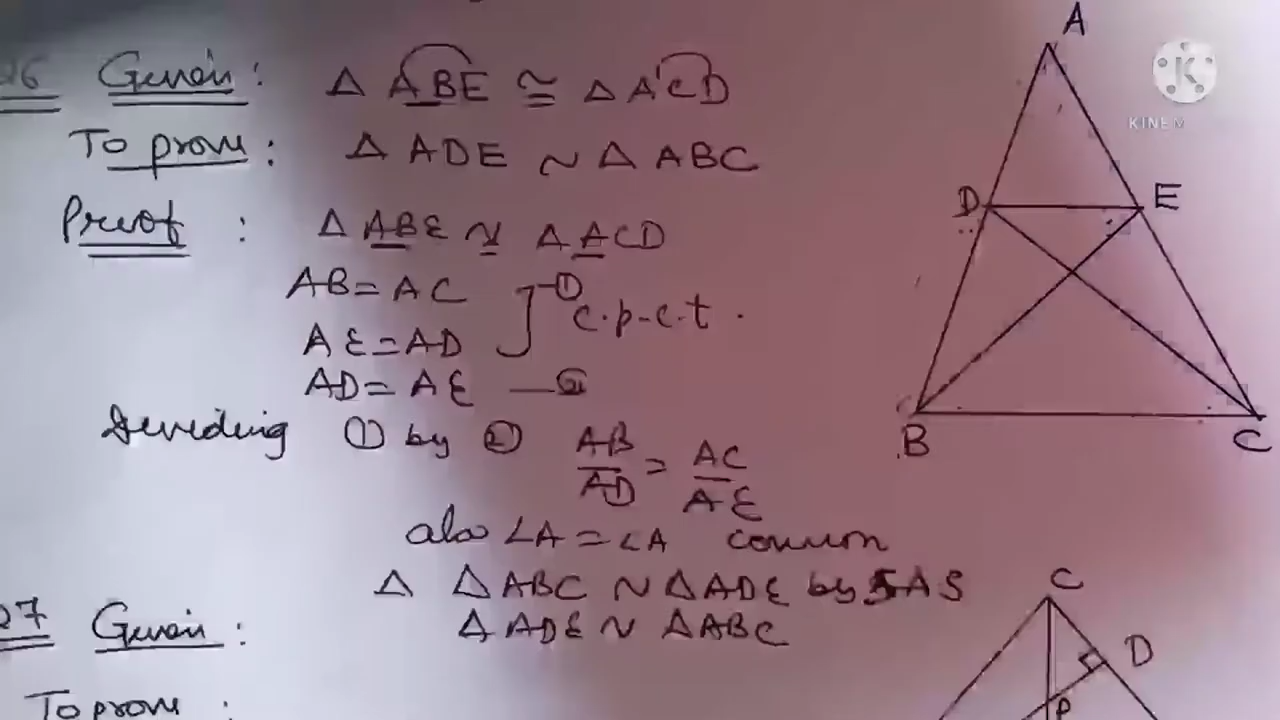 26 Given: △ ABE ≅ △ ACD
To prove: △ ADE ~ △ ABC
Proof : △ ABE ≅ △ ACD
AB = AC —①
AE = AD c.p.c.t.
AD = AE —②
Deviding ① by ② AB/AD = AC/AE
also ∠A = ∠A common
△ △ABC ~ △ADE by SAS
△ ADE ~ △ABC
27 Given:
To prove :
A
KINEM
D E
B C
C
D
P